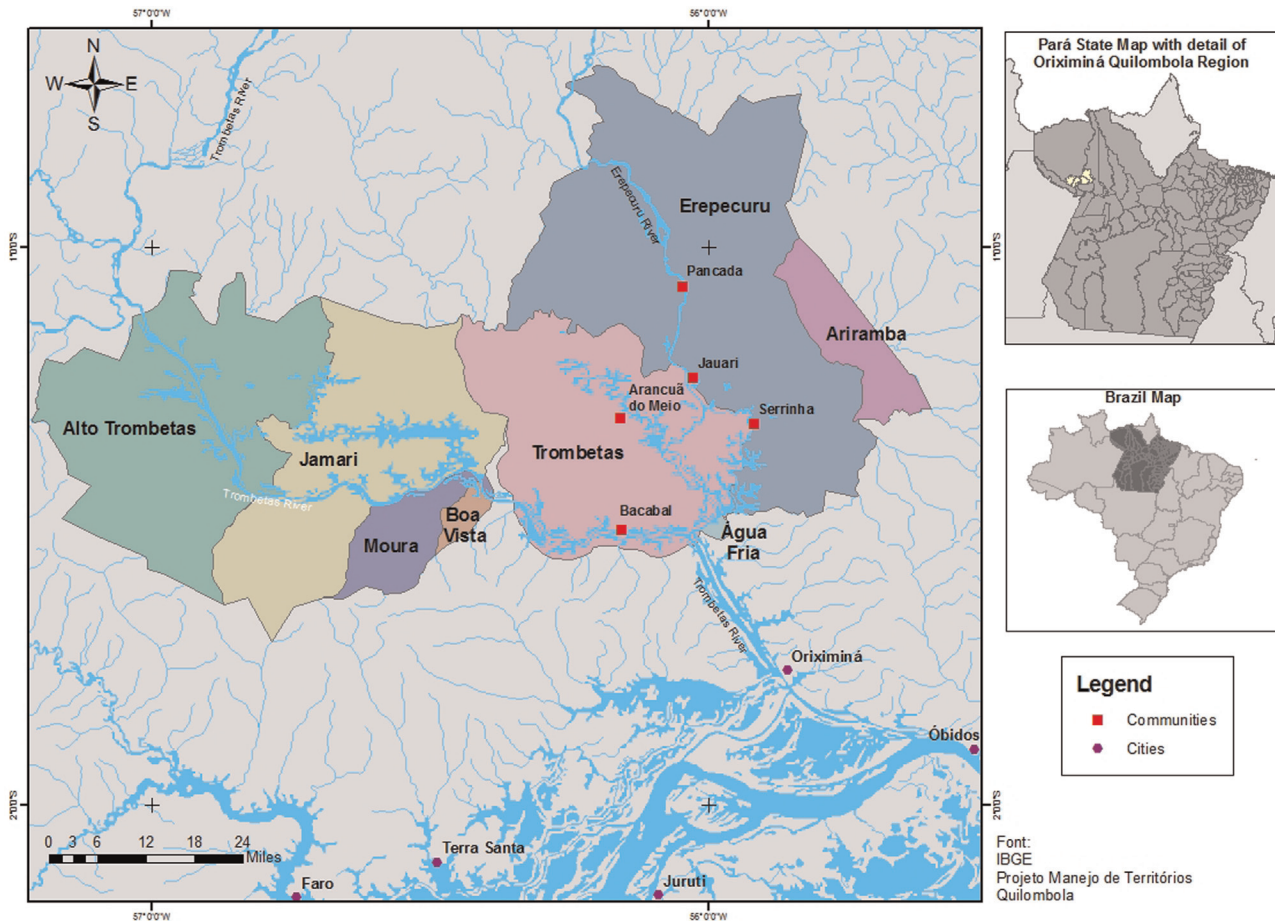 57°0'0"W
56°0'0"W
N
W
E
S
Trombetas River
Erepecuru River
Erepecuru
1°0'0"S
1°0'0"S
Pancada
Ariramba
Jauari
Arancuã
do Meio
Serrinha
Alto Trombetas
Jamari
Trombetas
Trombetas River
Boa
Vista
Moura
Bacabal
Àgua
Fria
Trombetas River
Oriximiná
Óbidos
2°0'0"S
2°0'0"S
0 3 6 12 18 24
Miles
Terra Santa
Faro
Juruti
57°0'0"W
56°0'0"W
Pará State Map with detail of
Oriximiná Quilombola Region
Brazil Map
Legend
Communities
Cities
Font:
IBGE
Projeto Manejo de Territórios
Quilombola